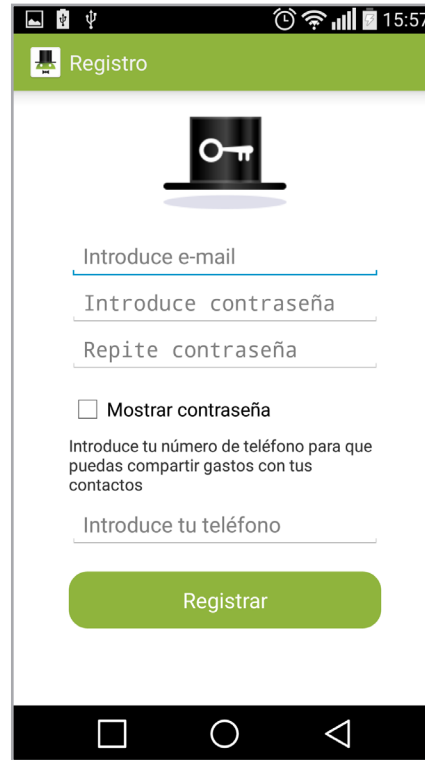 15:57
Registro
Introduce e-mail
Introduce contraseña
Repite contraseña
Mostrar contraseña
Introduce tu número de teléfono para que
puedas compartir gastos con tus
contactos
Introduce tu teléfono
Registrar